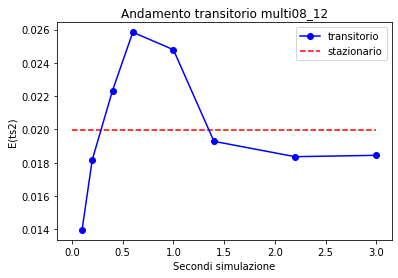 Andamento transitorio multi08_12
transitorio
stazionario
E(ts2)
0.026
0.024
0.022
0.020
0.018
0.016
0.014
0.0 0.5 1.0 1.5 2.0 2.5 3.0
Secondi simulazione